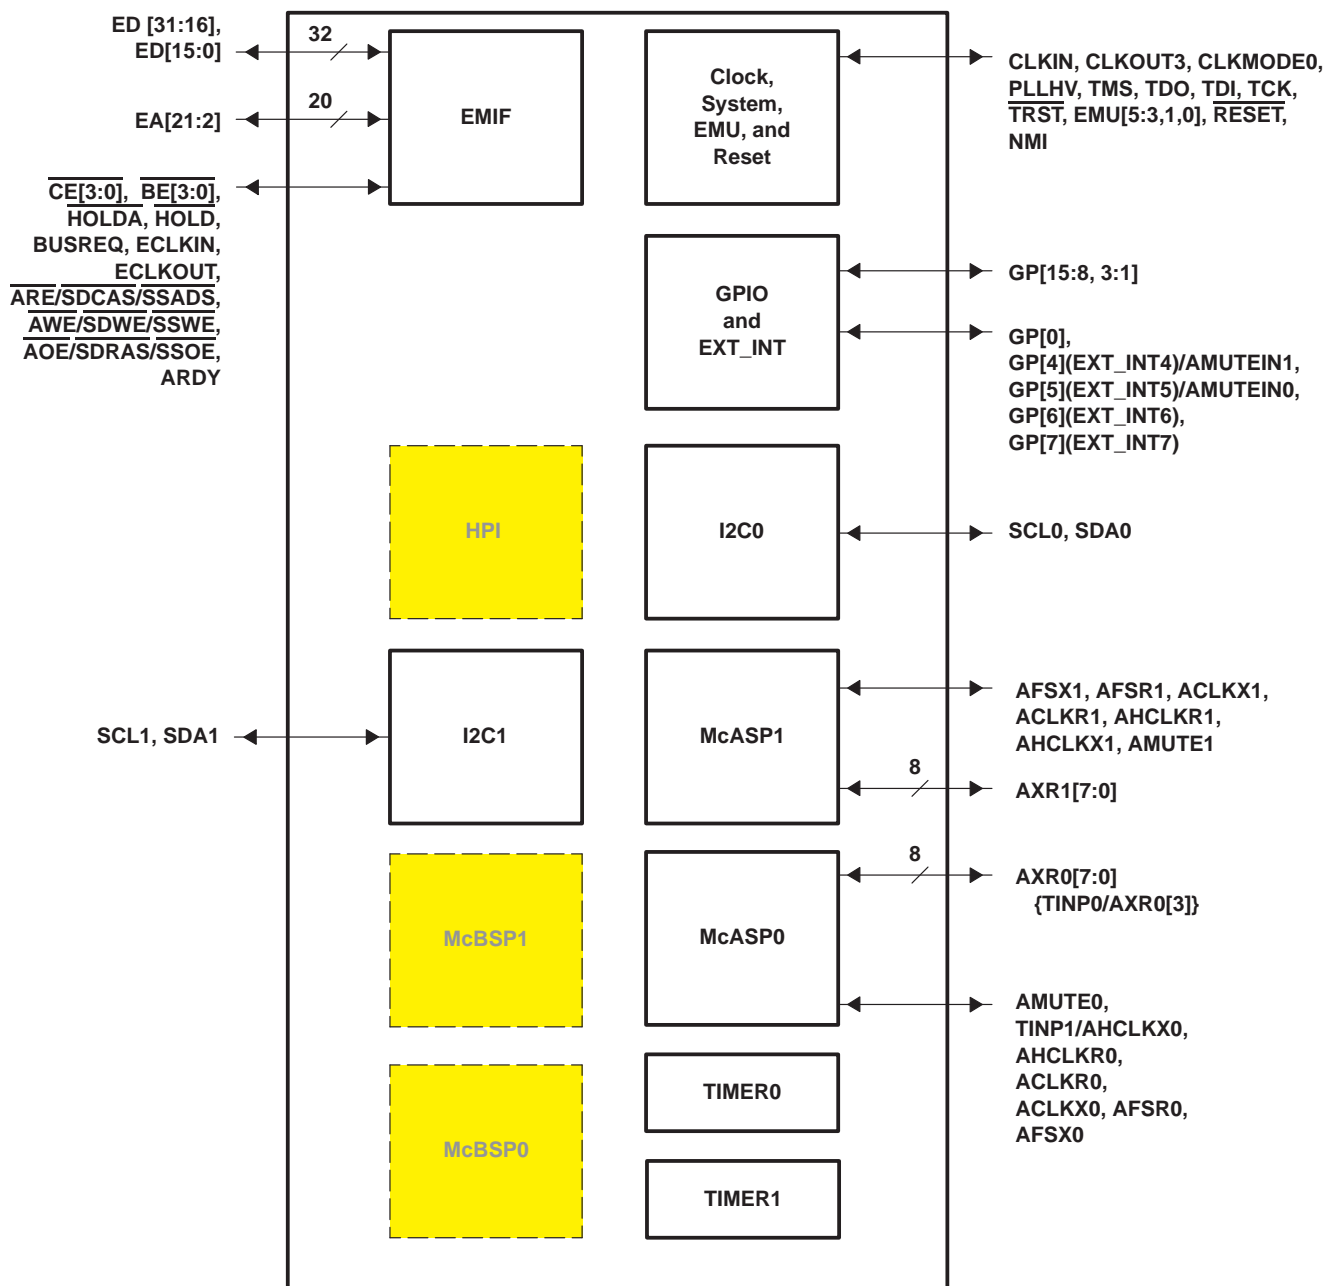 ED [31:16],
ED[15:0]
32
EA[21:2]
20
EMIF
CE[3:0], BE[3:0],
HOLDA, HOLD,
BUSREQ, ECLKIN,
ECLKOUT,
ARE/SDCAS/SSADS,
AWE/SDWE/SSWE,
AOE/SDRAS/SSOE,
ARDY
Clock,
System,
EMU, and
Reset
CLKIN, CLKOUT3, CLKMODE0,
PLLHV, TMS, TDO, TDI, TCK,
TRST, EMU[5:3,1,0], RESET,
NMI
GPIO
and
EXT_INT
GP[15:8, 3:1]
GP[0],
GP[4](EXT_INT4)/AMUTEIN1,
GP[5](EXT_INT5)/AMUTEIN0,
GP[6](EXT_INT6),
GP[7](EXT_INT7)
HPI
I2C0
SCL0, SDA0
SCL1, SDA1
I2C1
McASP1
AFSX1, AFSR1, ACLKX1,
ACLKR1, AHCLKR1,
AHCLKX1, AMUTE1
8
AXR1[7:0]
McBSP1
McASP0
8
AXR0[7:0]
{TINP0/AXR0[3]}
AMUTE0,
TINP1/AHCLKX0,
AHCLKR0,
ACLKR0,
ACLKX0, AFSR0,
AFSX0
McBSP0
TIMER0
TIMER1